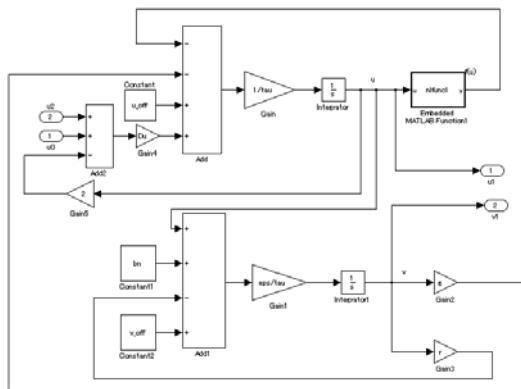 f(u)
Constant
u_off
1/tau
1/s
u
u
nlfunc1
y
u2
2
u0
1
Du
Gain
Integrator
Embedded
MATLAB Function1
Gain4
Add
Add2
1
u1
2
Gain5
2
v1
bn
Constant1
eps/tau
1/s
v
Gain2
Gain1
Integrator1
v_off
r
Constant2
Add1
Gain3